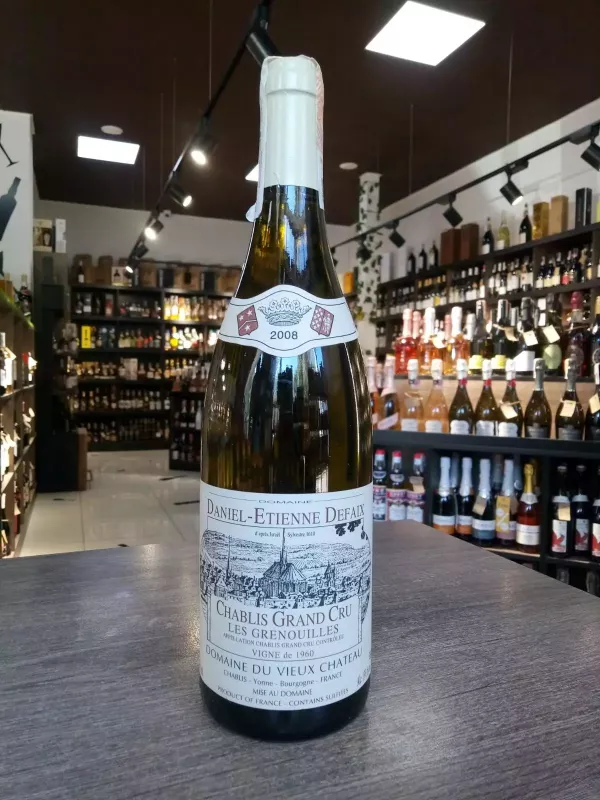 2008
DOMAINE
DANIEL-ETIENNE DEFAIX
CHABLIS GRAND CRU
LES GRENOUILLES
APPELLATION CHABLIS GRAND CRU CONTRÔLÉE
VIGNE de 1960
DOMAINE DU VIEUX CHATEAU
CHABLIS - Yonne - Bourgogne - FRANCE
MISE AU DOMAINE
PRODUCT OF FRANCE - CONTAINS SULFITES